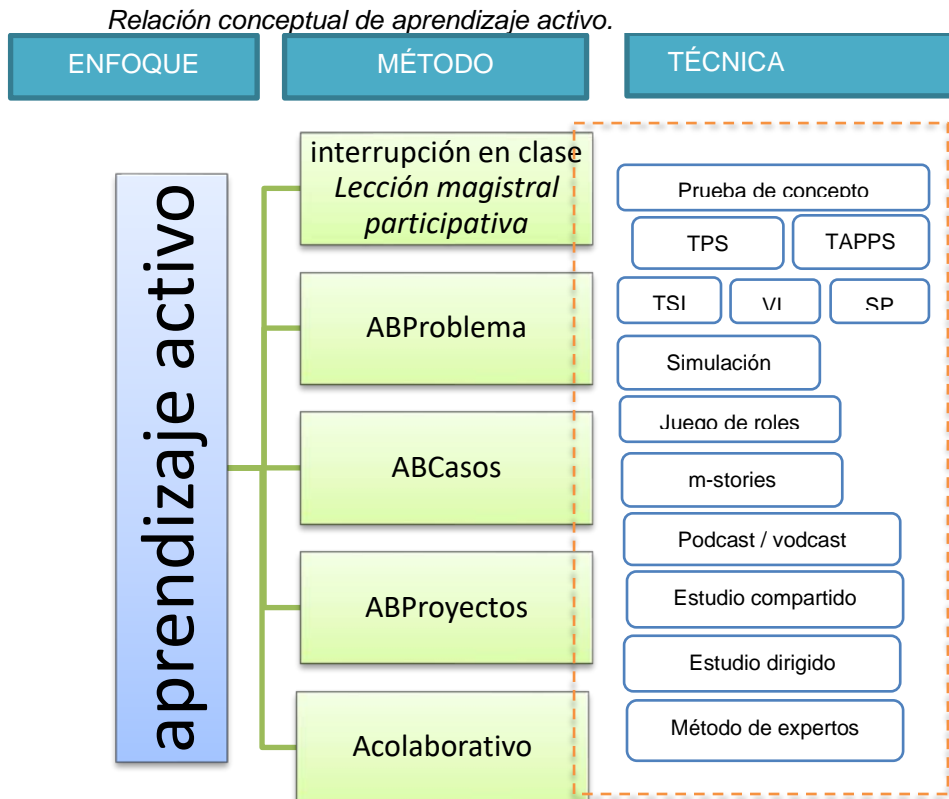 Relación conceptual de aprendizaje activo.
ENFOQUE
MÉTODO
TÉCNICA
aprendizaje activo
interrupción en clase
Lección magistral
participativa
ABProblema
ABCasos
ABProyectos
Acolaborativo
Prueba de concepto
TPS
TAPPS
TSI
VI
SP
Simulación
Juego de roles
m-stories
Podcast / vodcast
Estudio compartido
Estudio dirigido
Método de expertos